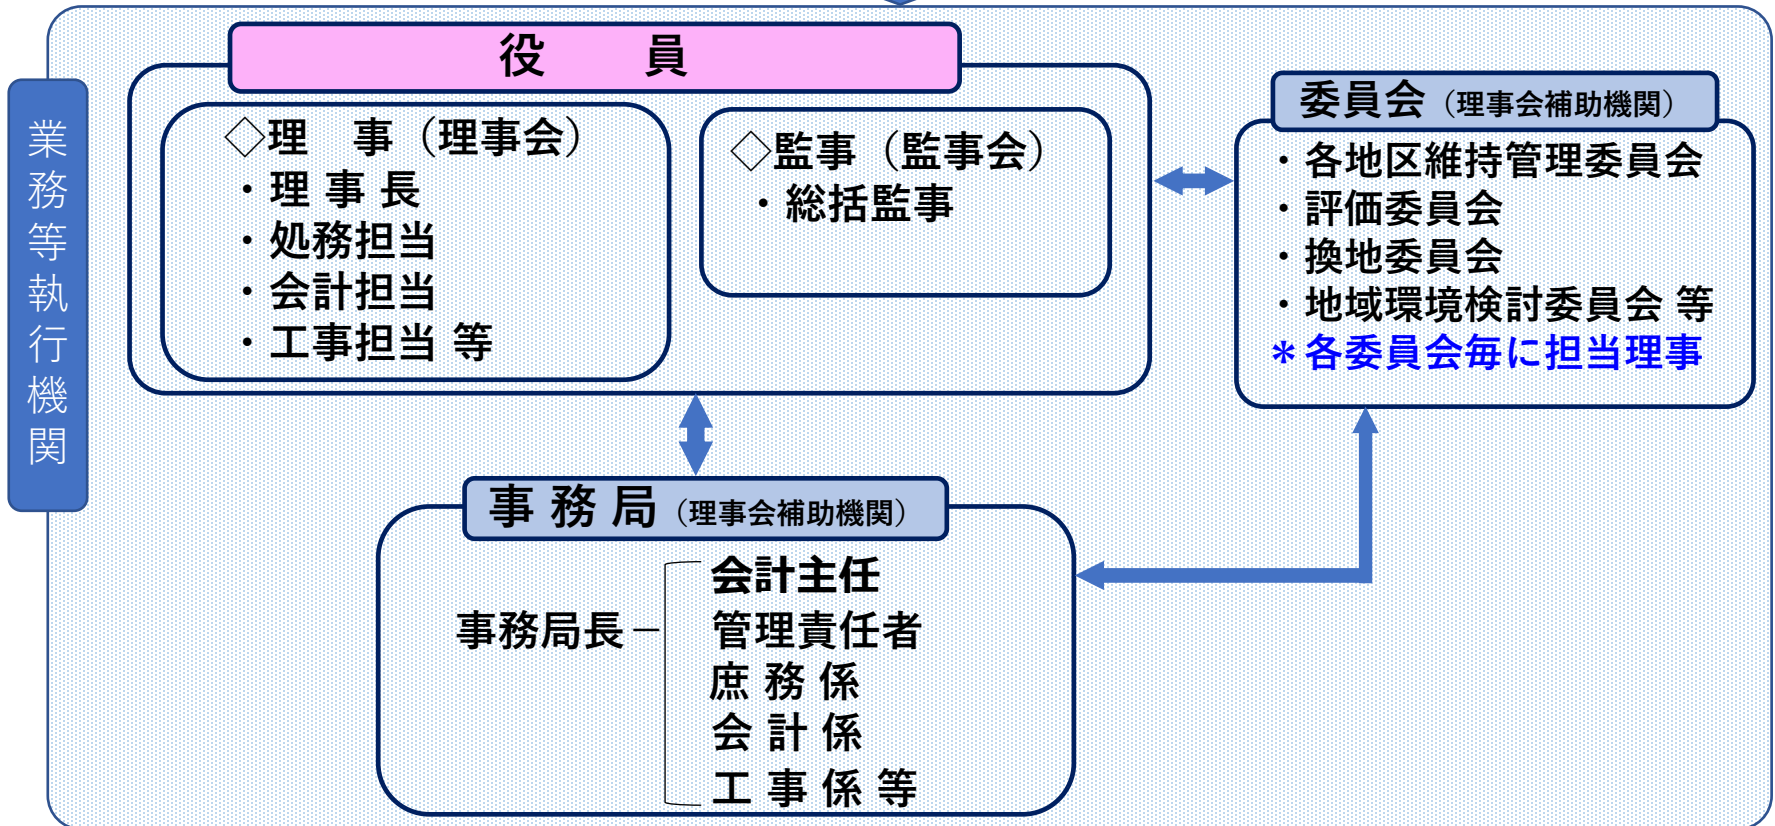 業務等執行機関
役 員
◇理 事（理事会）
・理 事 長
・処務担当
・会計担当
・工事担当 等
◇監事（監事会）
・総括監事
委員会（理事会補助機関）
・各地区維持管理委員会
・評価委員会
・換地委員会
・地域環境検討委員会 等
＊各委員会毎に担当理事
事 務 局（理事会補助機関）
事務局長－
会計主任
管理責任者
庶 務 係
会 計 係
工 事 係 等